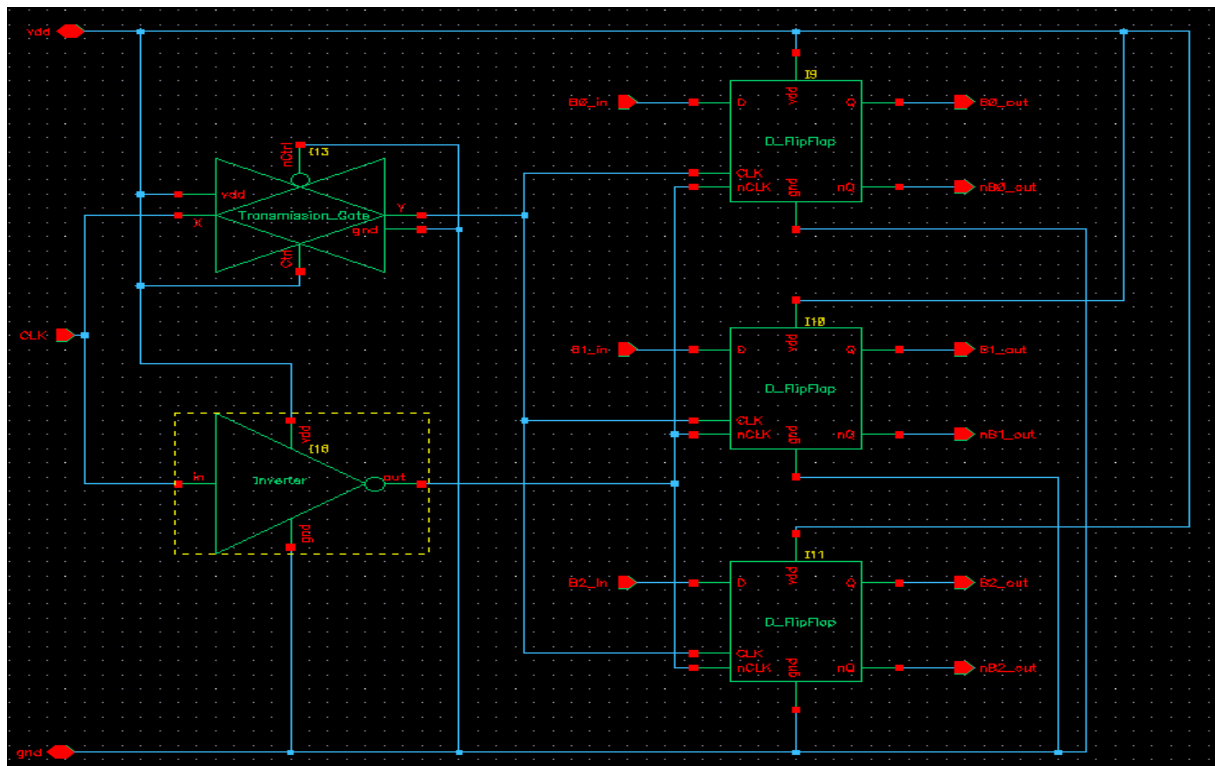 vdd
I9
B0_in
D
vdd
Q
B0_out
D_FlipFlop
nCtrl
I13
CLK
gnd
nCLK
nQ
nB0_out
vdd
X
Transmission_Gate
Y
gnd
Ctrl
I10
CLK
B1_in
D
vdd
Q
B1_out
D_FlipFlop
CLK
vdd
nCLK
gnd
nQ
nB1_out
I16
in
Inverter
out
gnd
I11
B2_in
D
vdd
Q
B2_out
D_FlipFlop
CLK
nCLK
gnd
nQ
nB2_out
gnd